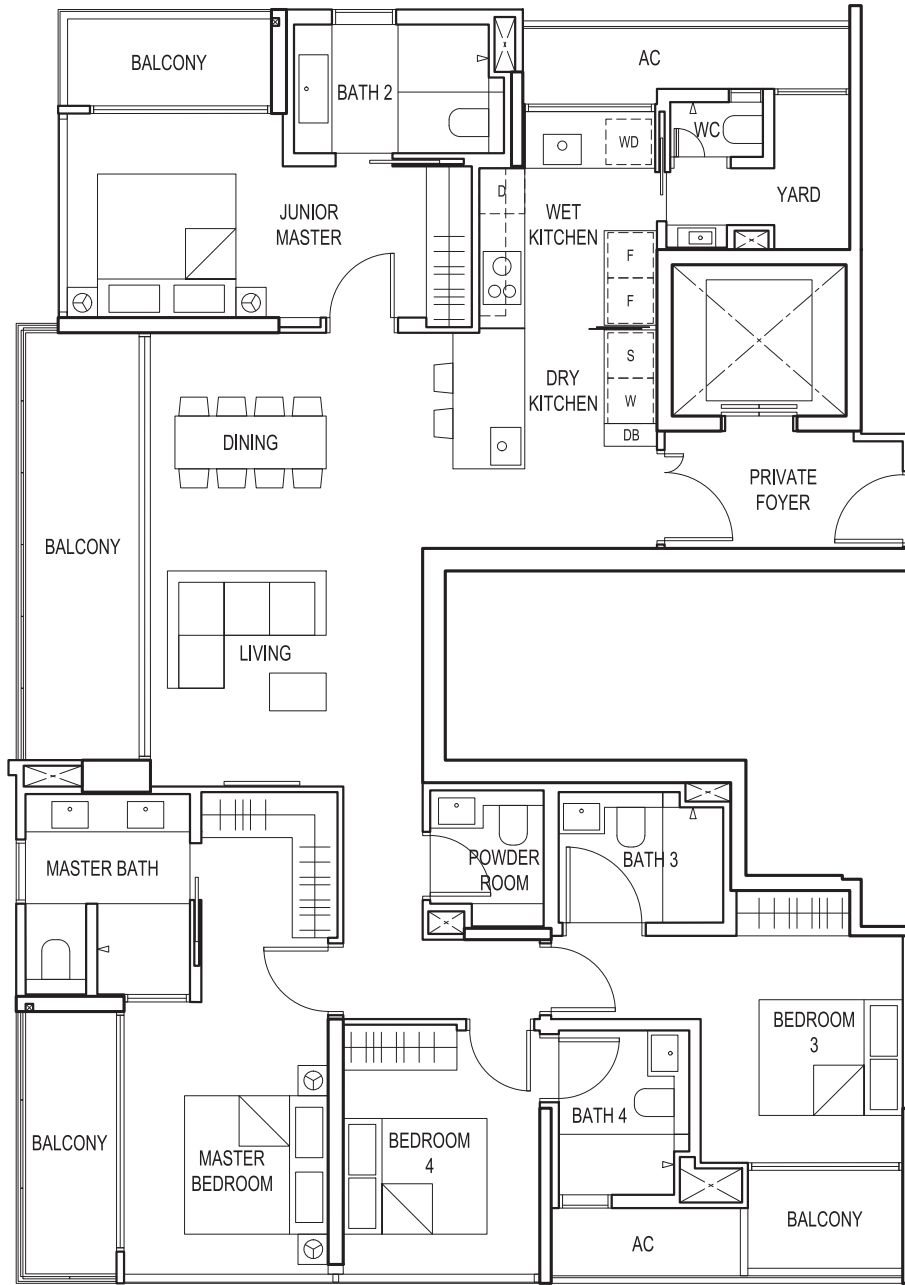 BALCONY
BATH 2
AC
WC
WD
YARD
D
JUNIOR
MASTER
WET
KITCHEN
F
F
S
DRY
KITCHEN
W
DB
DINING
PRIVATE
FOYER
BALCONY
LIVING
MASTER BATH
POWDER
ROOM
BATH 3
BEDROOM
3
BATH 4
BALCONY
MASTER
BEDROOM
BEDROOM
4
BALCONY
AC